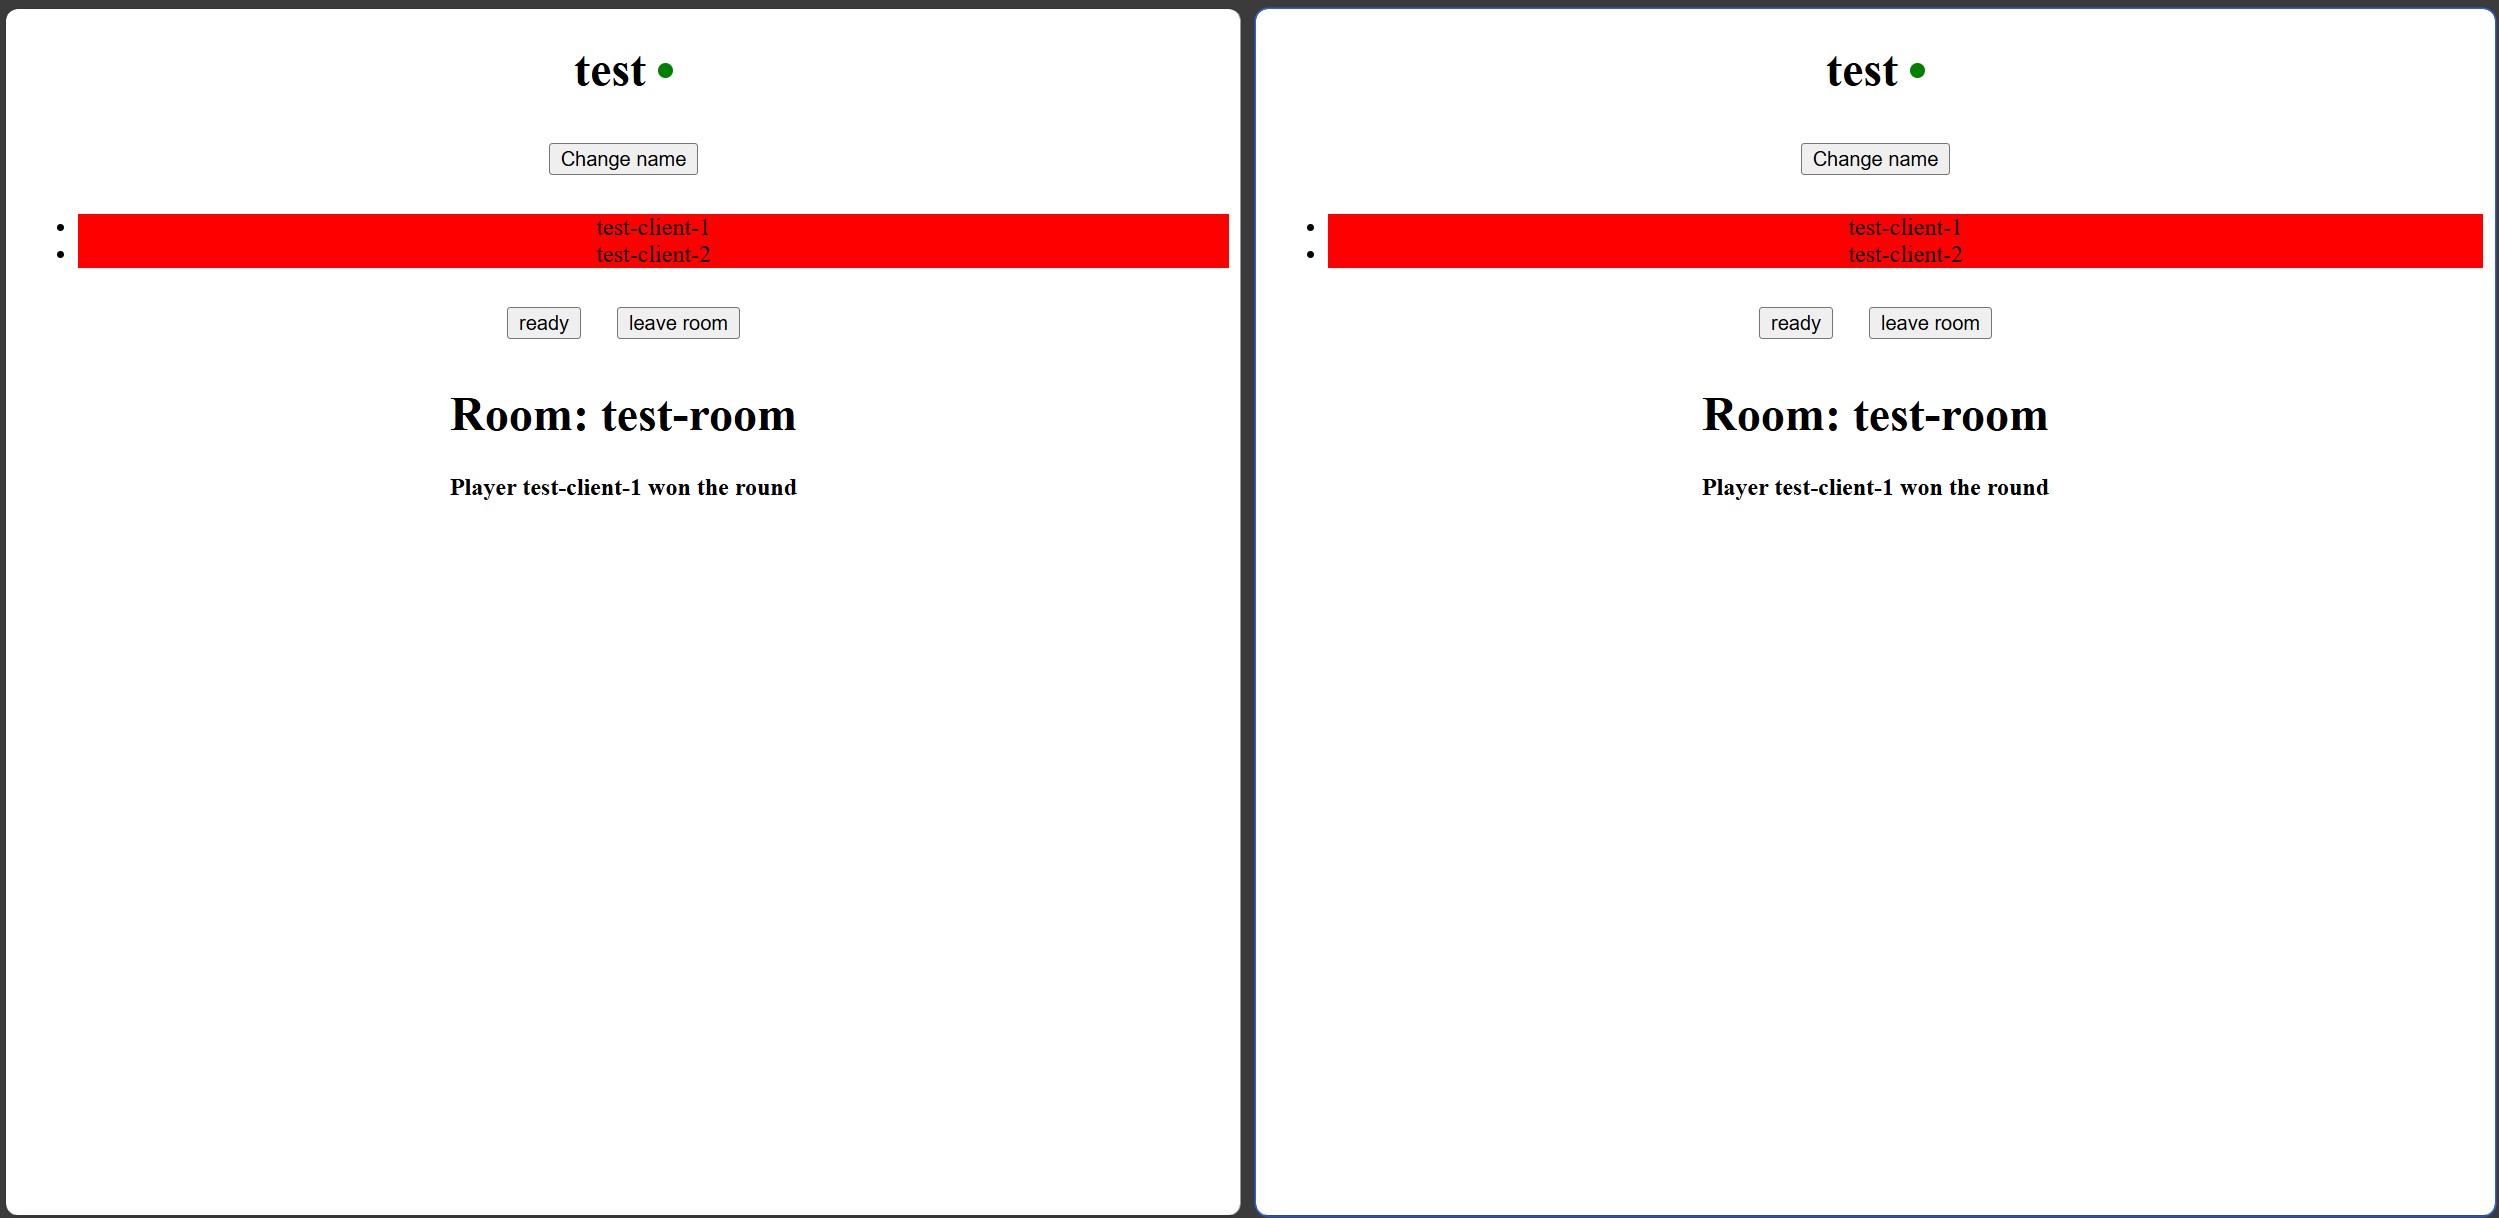 test
Change name
test-client-1
test-client-2
ready leave room
Room: test-room
Player test-client-1 won the round
test
Change name
test-client-1
test-client-2
ready leave room
Room: test-room
Player test-client-1 won the round